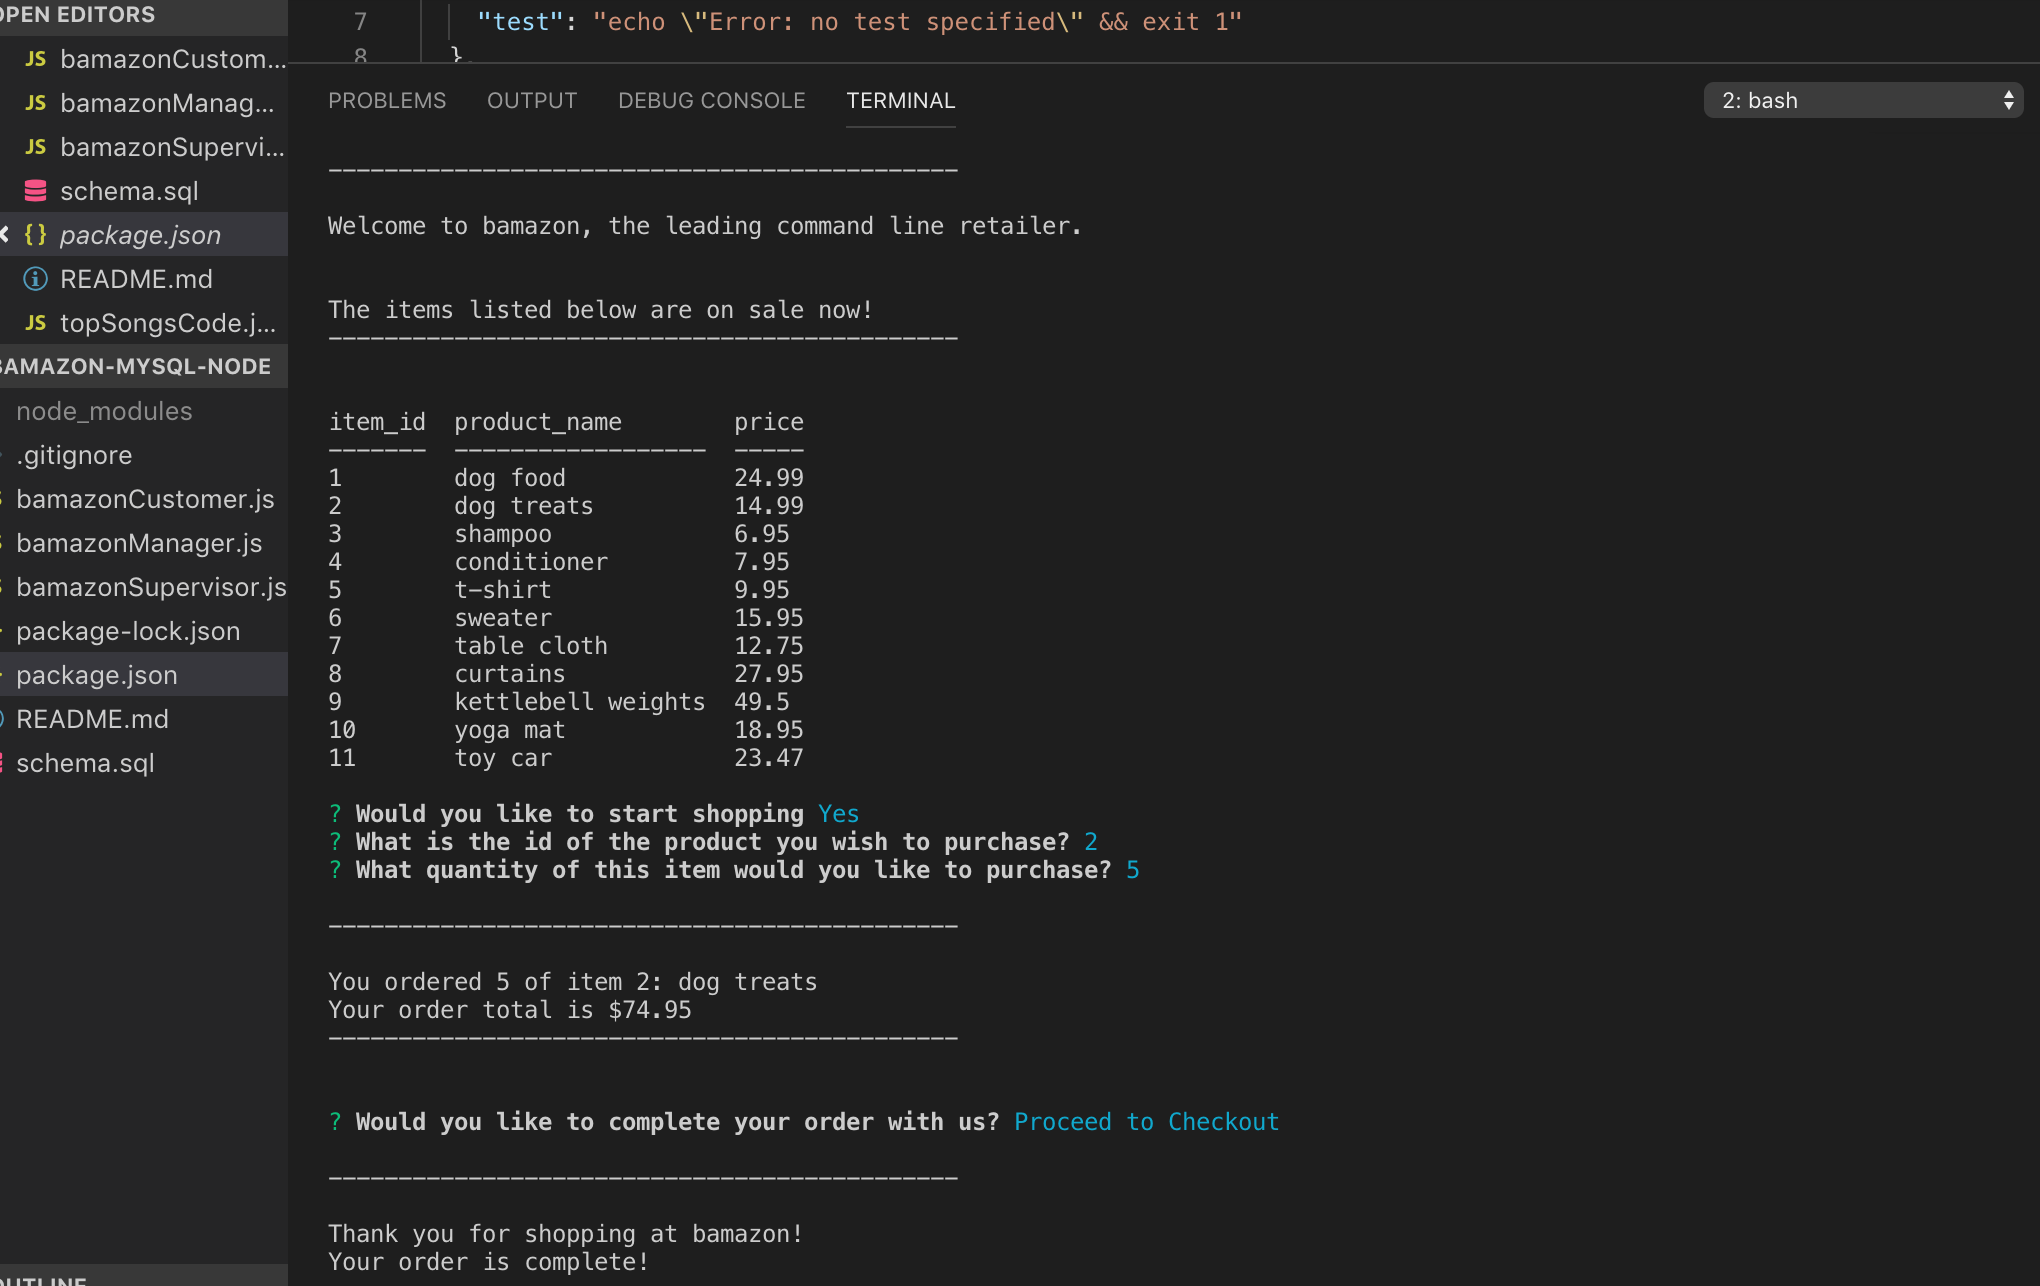 OPEN EDITORS
JS bamazonCustom...
JS bamazonManag...
JS bamazonSupervi...
schema.sql
{} package.json
README.md
JS topSongsCode.j...
BAMAZON-MYSQL-NODE
node_modules
.gitignore
bamazonCustomer.js
bamazonManager.js
bamazonSupervisor.js
package-lock.json
package.json
README.md
schema.sql
OUTLINE
7 "test": "echo \"Error: no test specified\" && exit 1"
8 }
PROBLEMS OUTPUT DEBUG CONSOLE TERMINAL 2: bash
---------------------------------------------
Welcome to bamazon, the leading command line retailer.
The items listed below are on sale now!
---------------------------------------------
item_id product_name price
------- ------------------ -----
1 dog food 24.99
2 dog treats 14.99
3 shampoo 6.95
4 conditioner 7.95
5 t-shirt 9.95
6 sweater 15.95
7 table cloth 12.75
8 curtains 27.95
9 kettlebell weights 49.5
10 yoga mat 18.95
11 toy car 23.47
? Would you like to start shopping Yes
? What is the id of the product you wish to purchase? 2
? What quantity of this item would you like to purchase? 5
---------------------------------------------
You ordered 5 of item 2: dog treats
Your order total is $74.95
---------------------------------------------
? Would you like to complete your order with us? Proceed to Checkout
---------------------------------------------
Thank you for shopping at bamazon!
Your order is complete!